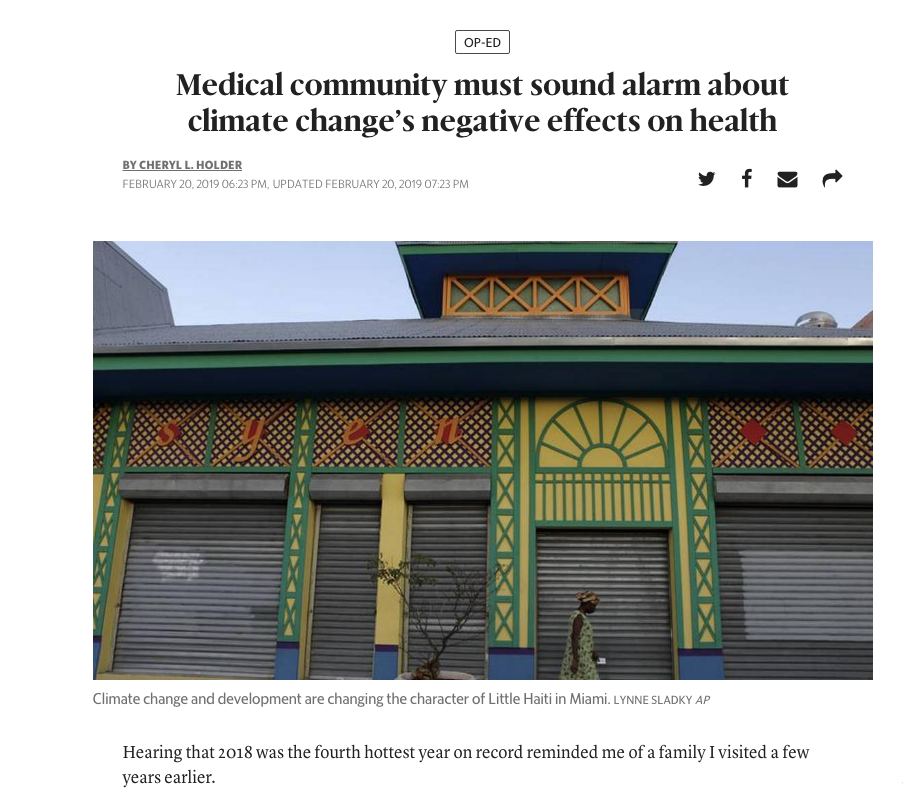 OP-ED
Medical community must sound alarm about
climate change's negative effects on health
BY CHERYL L. HOLDER
FEBRUARY 20, 2019 06:23 PM, UPDATED FEBRUARY 20, 2019 07:23 PM
s y e n
Climate change and development are changing the character of Little Haiti in Miami. LYNNE SLADKY AP
Hearing that 2018 was the fourth hottest year on record reminded me of a family I visited a few
years earlier.